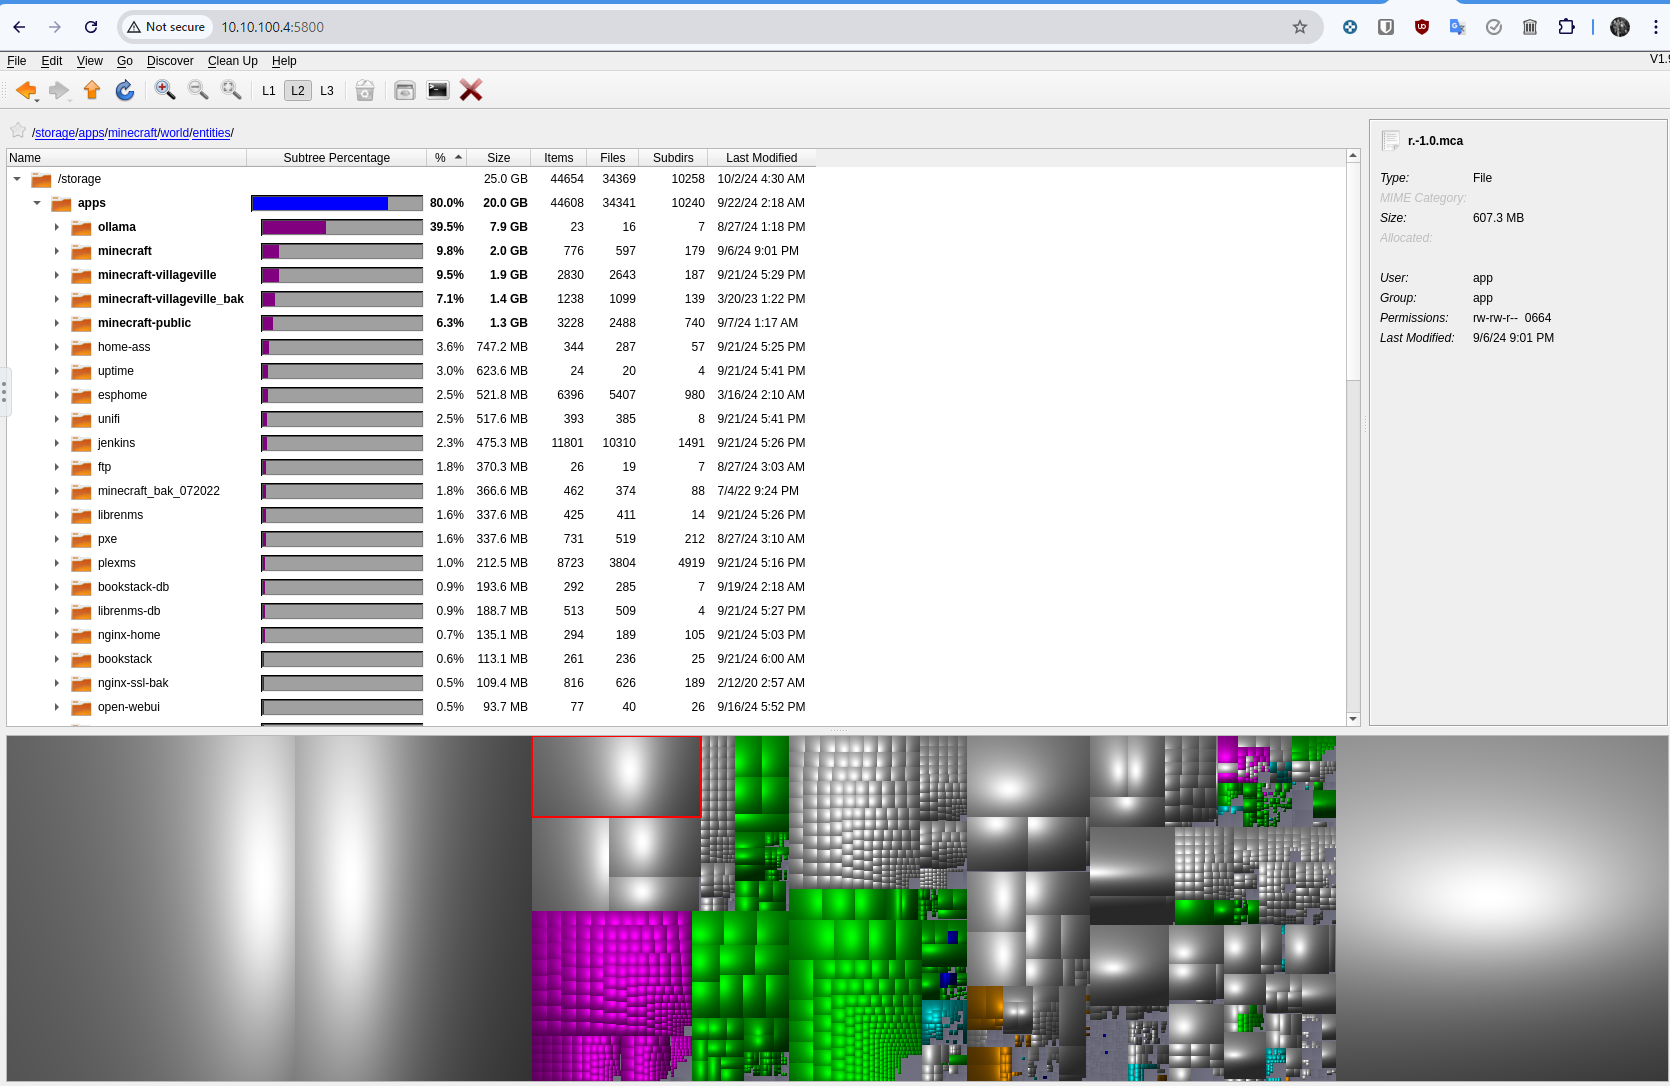 Not secure 10.10.100.4:5800
File Edit View Go Discover Clean Up Help V1.9
L1 L2 L3
/storage/apps/minecraft/world/entities/
Name Subtree Percentage % Size Items Files Subdirs Last Modified
/storage 25.0 GB 44654 34369 10258 10/2/24 4:30 AM
apps 80.0% 20.0 GB 44608 34341 10240 9/22/24 2:18 AM
ollama 39.5% 7.9 GB 23 16 7 8/27/24 1:18 PM
minecraft 9.8% 2.0 GB 776 597 179 9/6/24 9:01 PM
minecraft-villageville 9.5% 1.9 GB 2830 2643 187 9/21/24 5:29 PM
minecraft-villageville_bak 7.1% 1.4 GB 1238 1099 139 3/20/23 1:22 PM
minecraft-public 6.3% 1.3 GB 3228 2488 740 9/7/24 1:17 AM
home-ass 3.6% 747.2 MB 344 287 57 9/21/24 5:25 PM
uptime 3.0% 623.6 MB 24 20 4 9/21/24 5:41 PM
esphome 2.5% 521.8 MB 6396 5407 980 3/16/24 2:10 AM
unifi 2.5% 517.6 MB 393 385 8 9/21/24 5:41 PM
jenkins 2.3% 475.3 MB 11801 10310 1491 9/21/24 5:26 PM
ftp 1.8% 370.3 MB 26 19 7 8/27/24 3:03 AM
minecraft_bak_072022 1.8% 366.6 MB 462 374 88 7/4/22 9:24 PM
librenms 1.6% 337.6 MB 425 411 14 9/21/24 5:26 PM
pxe 1.6% 337.6 MB 731 519 212 8/27/24 3:10 AM
plexms 1.0% 212.5 MB 8723 3804 4919 9/21/24 5:16 PM
bookstack-db 0.9% 193.6 MB 292 285 7 9/19/24 2:18 AM
librenms-db 0.9% 188.7 MB 513 509 4 9/21/24 5:27 PM
nginx-home 0.7% 135.1 MB 294 189 105 9/21/24 5:03 PM
bookstack 0.6% 113.1 MB 261 236 25 9/21/24 6:00 AM
nginx-ssl-bak 0.5% 109.4 MB 816 626 189 2/12/20 2:57 AM
open-webui 0.5% 93.7 MB 77 40 26 9/16/24 5:52 PM
r.-1.0.mca
Type: File
MIME Category:
Size: 607.3 MB
Allocated:
User: app
Group: app
Permissions: rw-rw-r-- 0664
Last Modified: 9/6/24 9:01 PM